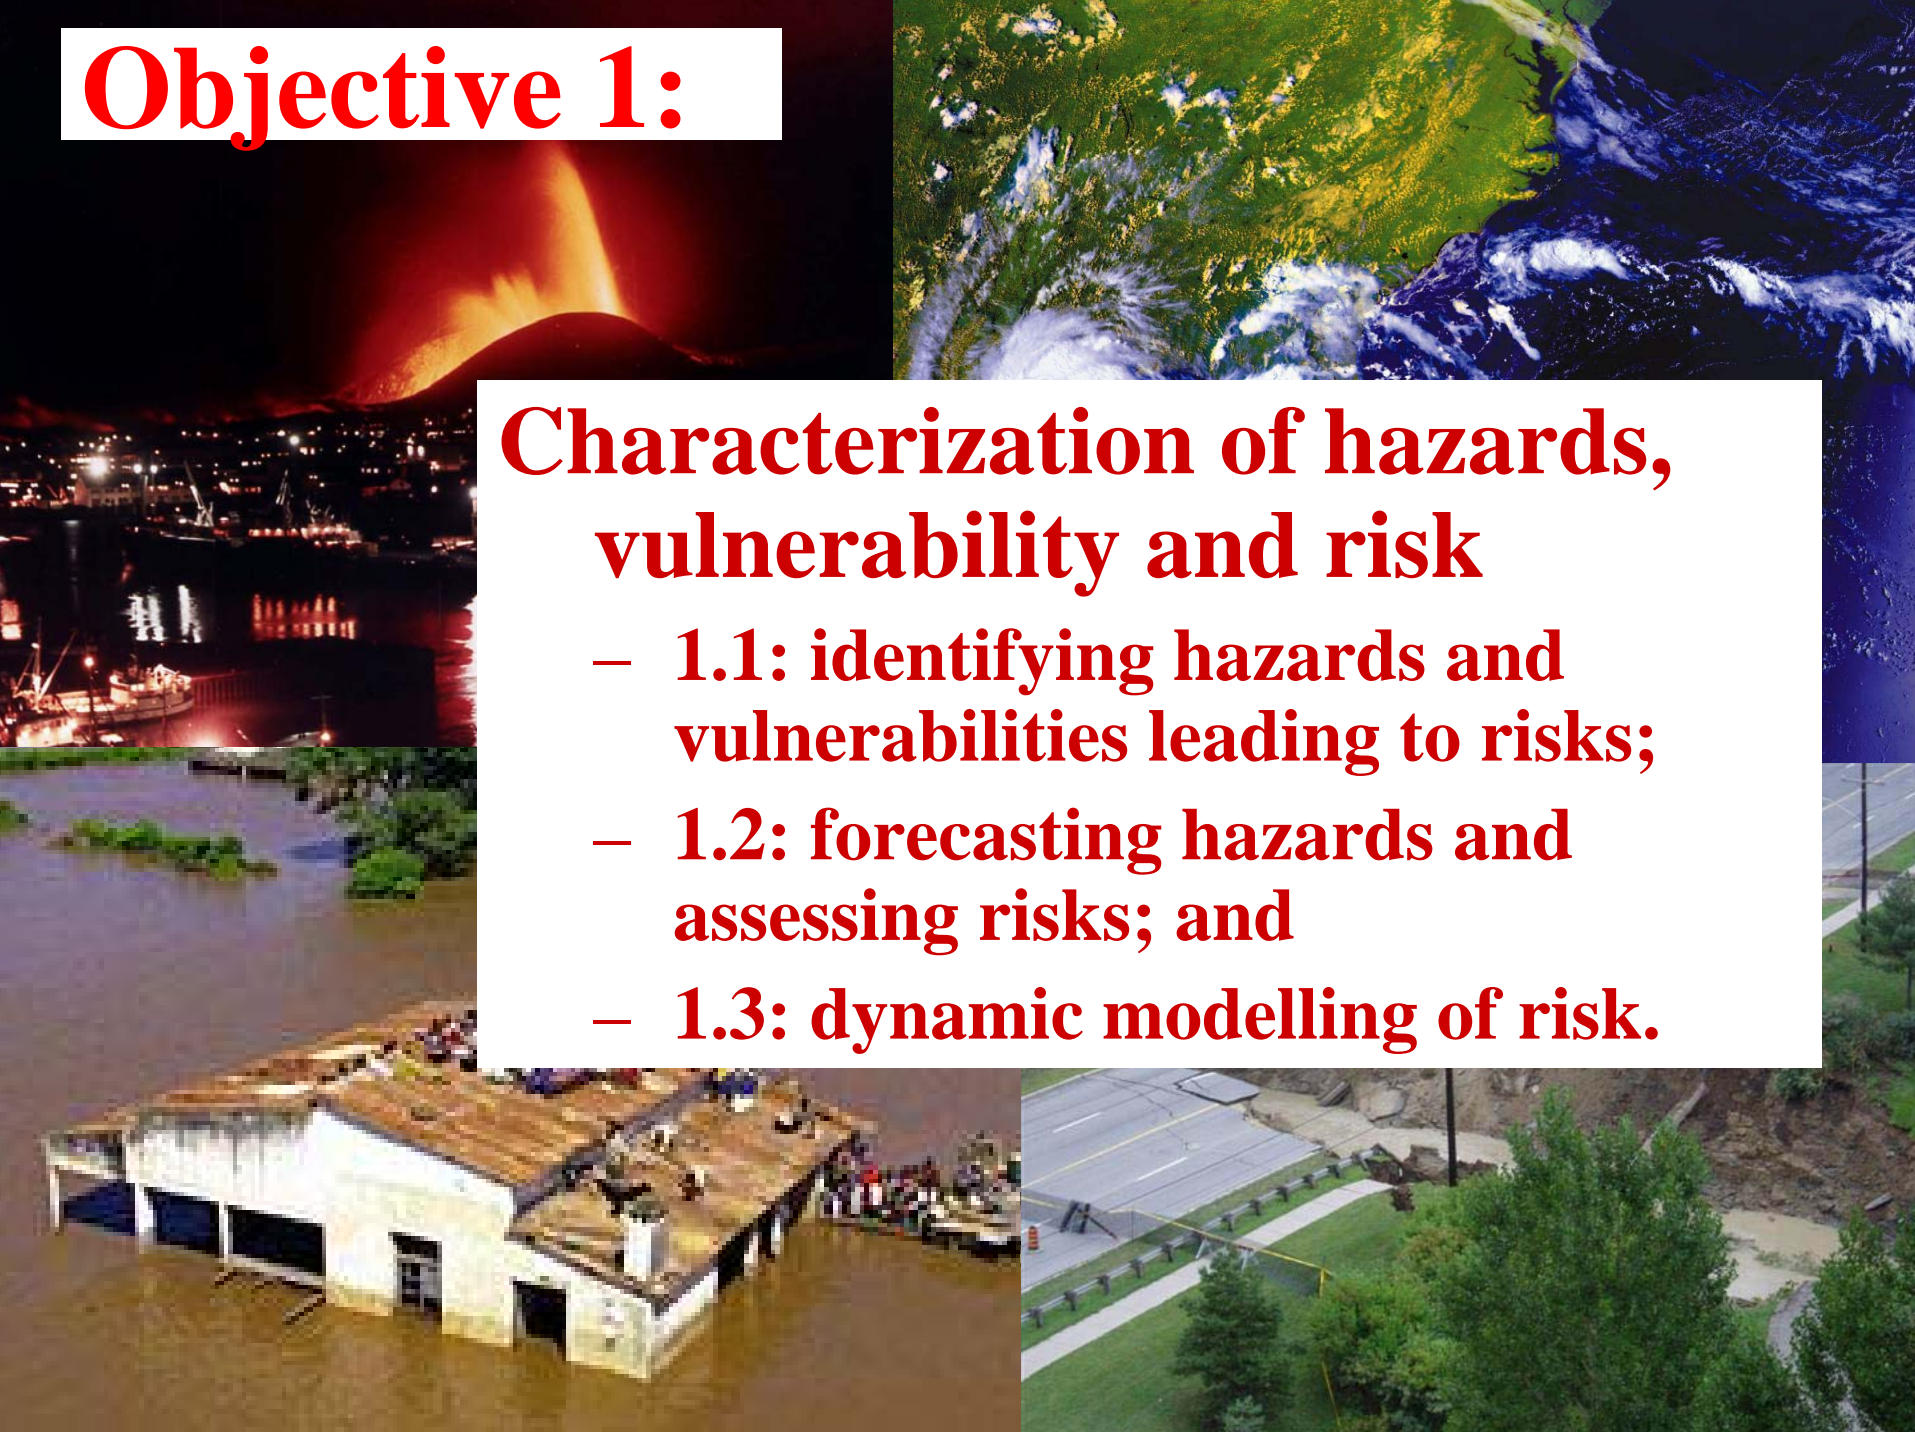 Objective 1:
Characterization of hazards,
vulnerability and risk
– 1.1: identifying hazards and
vulnerabilities leading to risks;
– 1.2: forecasting hazards and
assessing risks; and
– 1.3: dynamic modelling of risk.